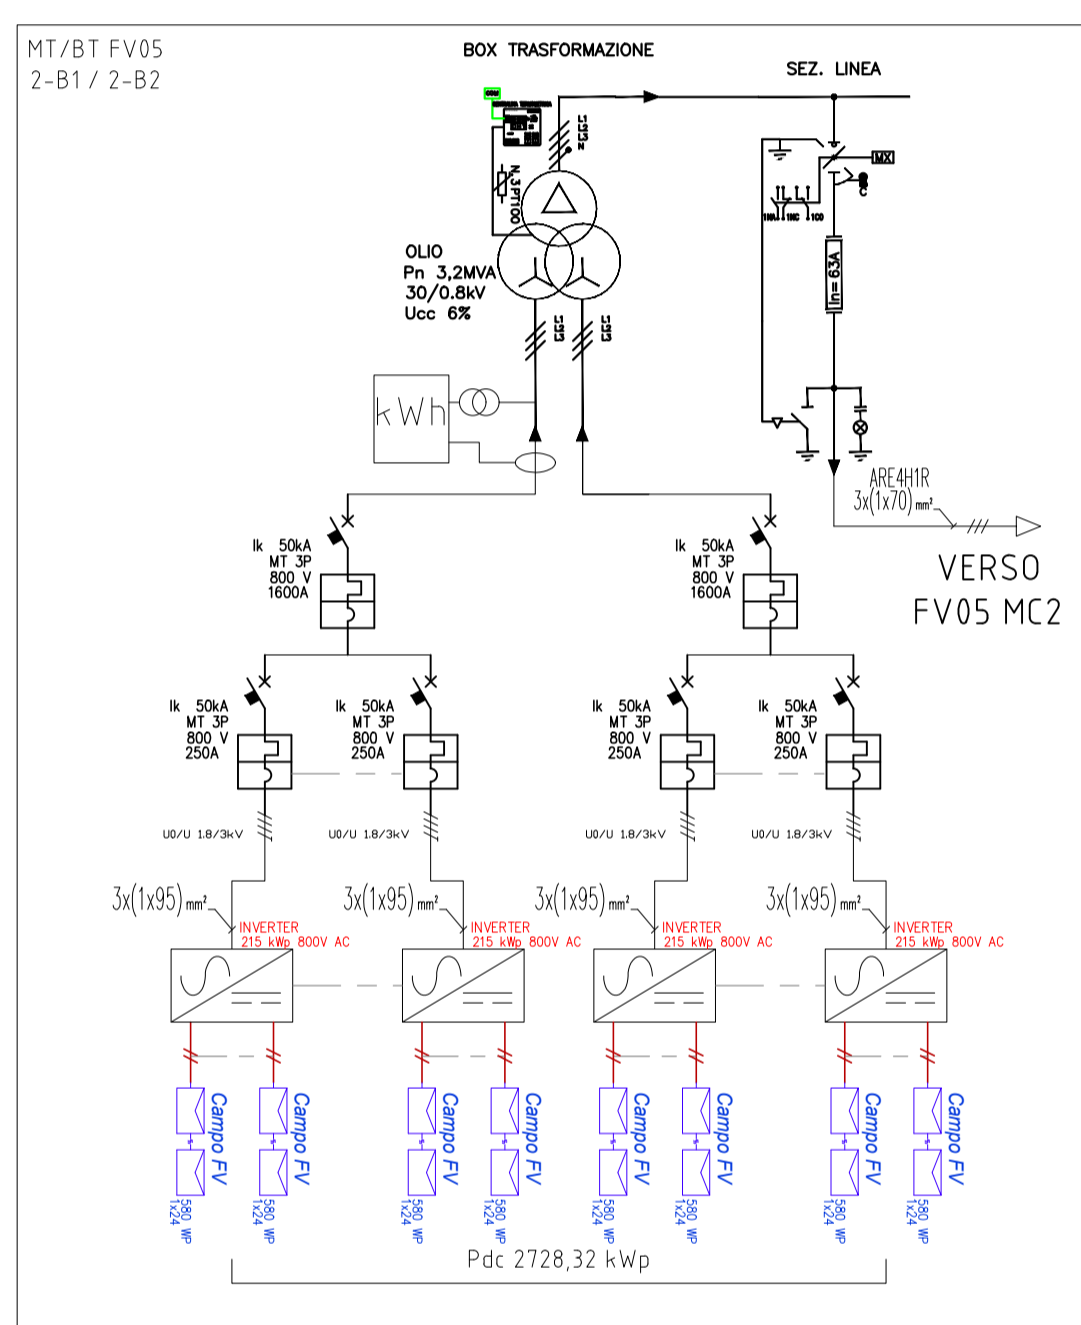 MT/BT FV05
2-B1 / 2-B2
BOX TRASFORMAZIONE
SEZ. LINEA
N
N.3PT100
MX
C
1NA
1NC
1CO
OLIO
Pn 3,2MVA
30/0.8kV
Ucc 6%
In= 63A
kWh
ARE4H1R
3x(1x70) mm²
VERSO
FV05 MC2
Ik 50kA
MT 3P
800 V
1600A
Ik 50kA
MT 3P
800 V
1600A
Ik 50kA
MT 3P
800 V
250A
Ik 50kA
MT 3P
800 V
250A
Ik 50kA
MT 3P
800 V
250A
Ik 50kA
MT 3P
800 V
250A
U0/U 1.8/3kV
U0/U 1.8/3kV
U0/U 1.8/3kV
U0/U 1.8/3kV
3x(1x95) mm²
3x(1x95) mm²
3x(1x95) mm²
3x(1x95) mm²
INVERTER
215 kWp 800V AC
INVERTER
215 kWp 800V AC
INVERTER
215 kWp 800V AC
INVERTER
215 kWp 800V AC
Campo FV
Campo FV
Campo FV
Campo FV
Campo FV
Campo FV
Campo FV
Campo FV
580 WP
1x24
580 WP
1x24
580 WP
1x24
580 WP
1x24
580 WP
1x24
580 WP
1x24
580 WP
1x24
580 WP
1x24
Pdc 2728,32 kWp